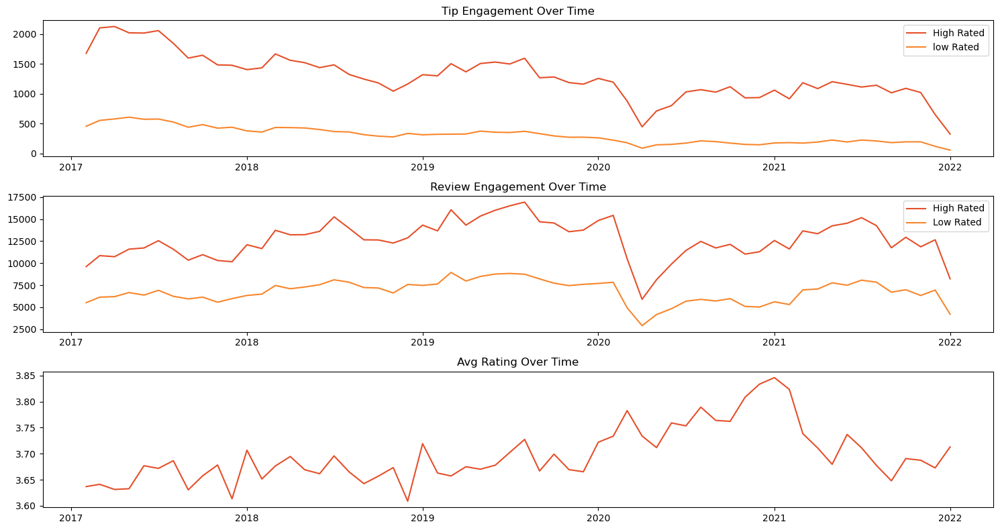 Tip Engagement Over Time
2000
1500
1000
500
0
High Rated
low Rated
2017 2018 2019 2020 2021 2022
Review Engagement Over Time
17500
15000
12500
10000
7500
5000
2500
High Rated
Low Rated
2017 2018 2019 2020 2021 2022
Avg Rating Over Time
3.85
3.80
3.75
3.70
3.65
3.60
2017 2018 2019 2020 2021 2022